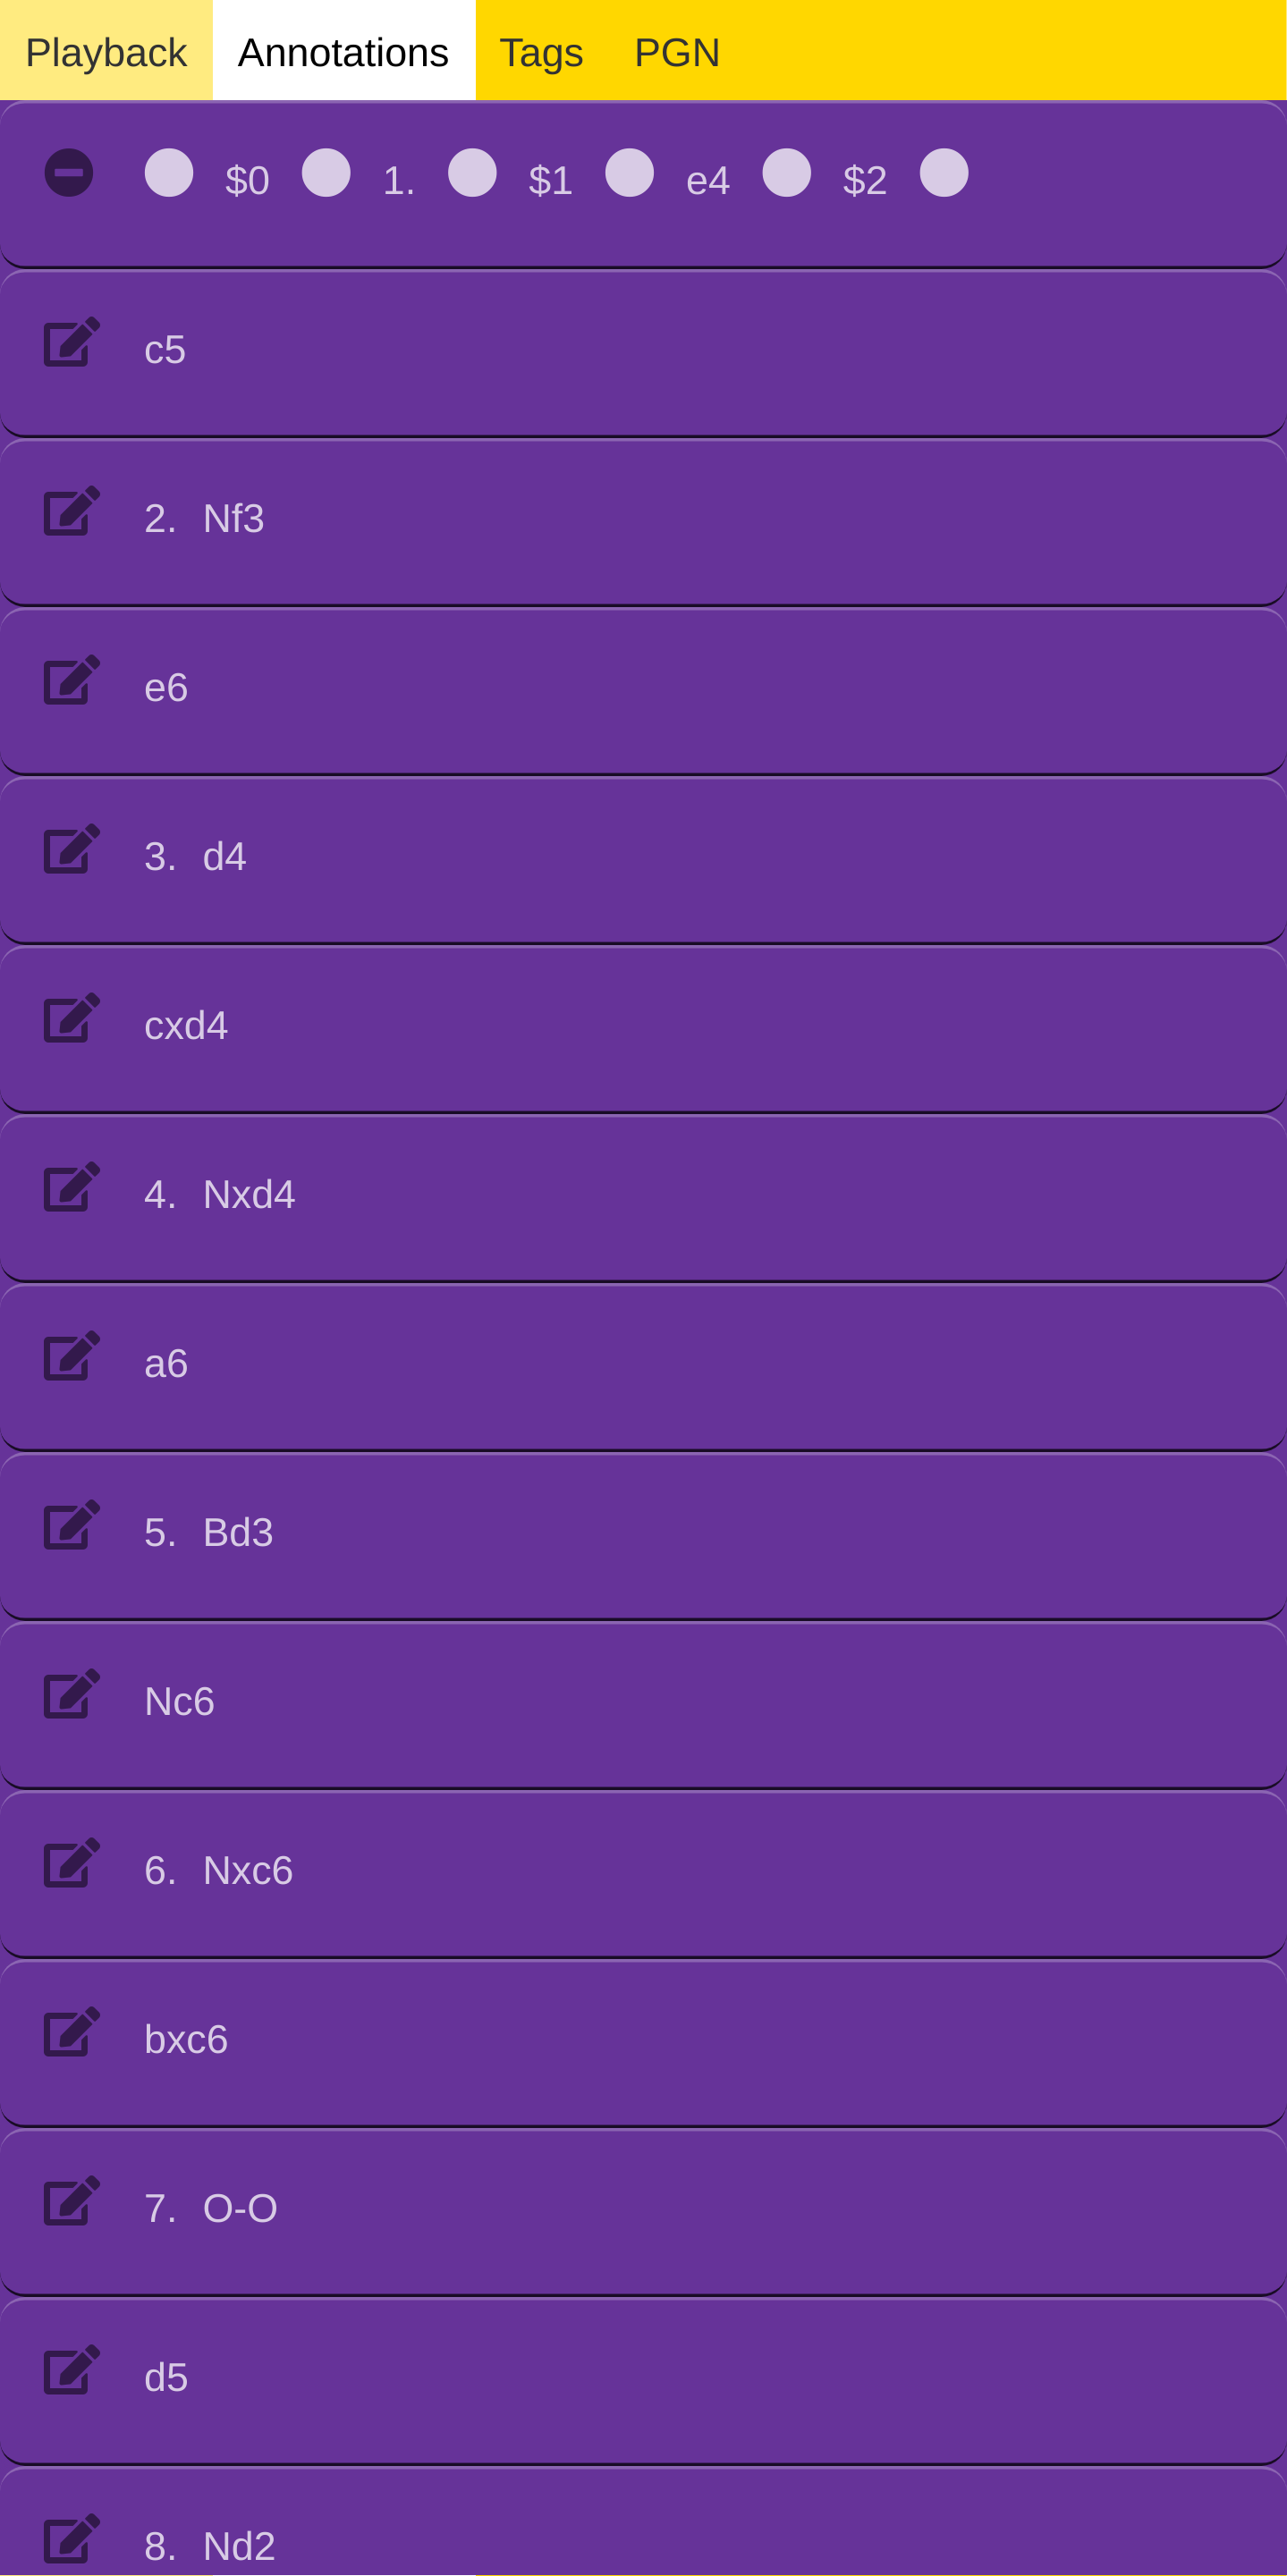 Playback Annotations Tags PGN
$0 1. $1 e4 $2
c5
2. Nf3
e6
3. d4
cxd4
4. Nxd4
a6
5. Bd3
Nc6
6. Nxc6
bxc6
7. O-O
d5
8. Nd2